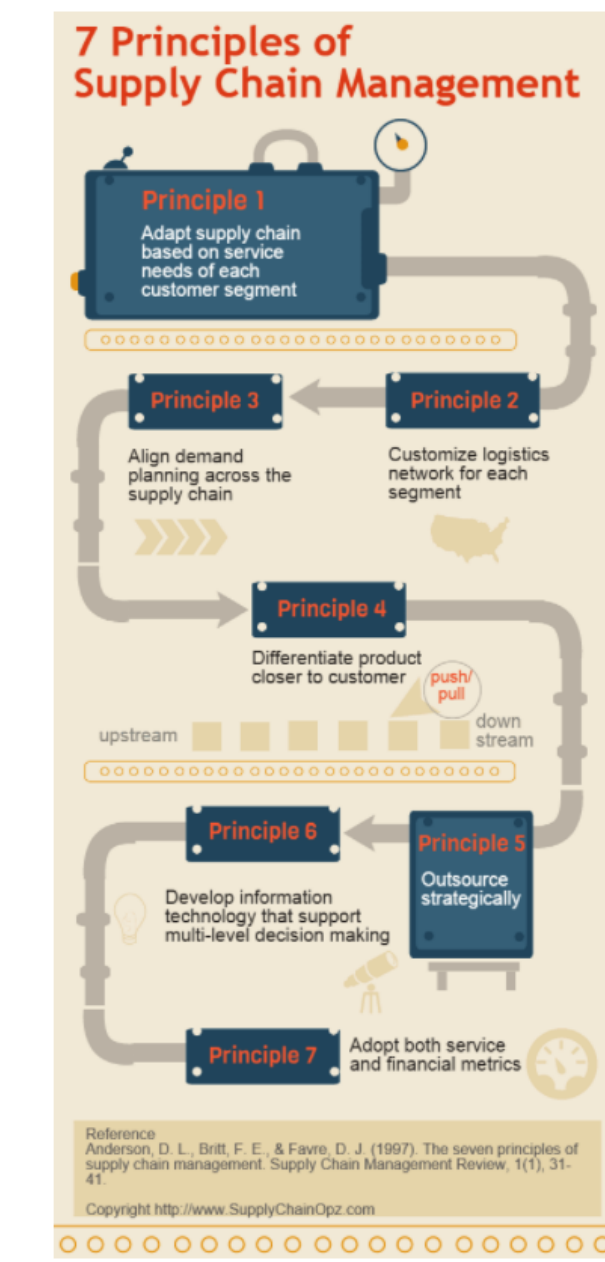 7 Principles of
Supply Chain Management
Principle 1
Adapt supply chain
based on service
needs of each
customer segment
Principle 2
Customize logistics
network for each
segment
Principle 3
Align demand
planning across the
supply chain
Principle 4
Differentiate product
closer to customer
push/
pull
upstream
down
stream
Principle 5
Outsource
strategically
Principle 6
Develop information
technology that support
multi-level decision making
Principle 7
Adopt both service
and financial metrics
Reference
Anderson, D. L., Britt, F. E., & Favre, D. J. (1997). The seven principles of
supply chain management. Supply Chain Management Review, 1(1), 31-
41.
Copyright http://www.SupplyChainOpz.com